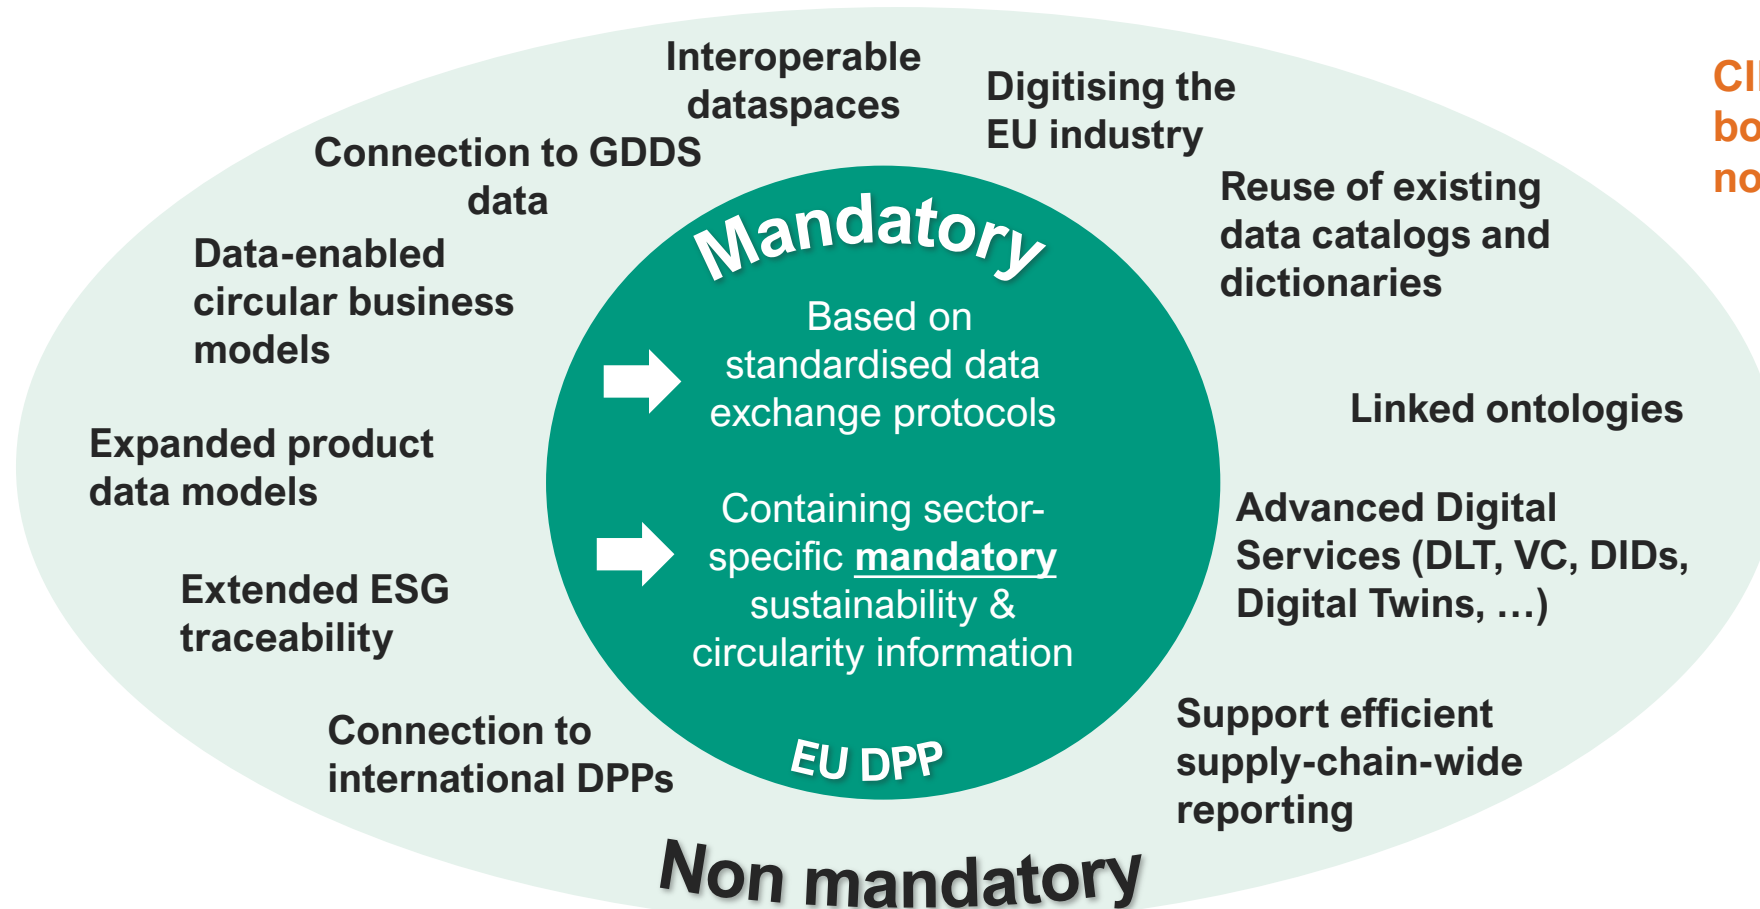 Interoperable
dataspaces
Digitising the
EU industry
Connection to GDDS
data
Reuse of existing
data catalogs and
dictionaries
Data-enabled
circular business
models
Mandatory
Based on
standardised data
exchange protocols
Linked ontologies
Expanded product
data models
Containing sector-
specific mandatory
sustainability &
circularity information
Advanced Digital
Services (DLT, VC, DIDs,
Digital Twins, …)
Extended ESG
traceability
Connection to
international DPPs
EU DPP
Support efficient
supply-chain-wide
reporting
Non mandatory